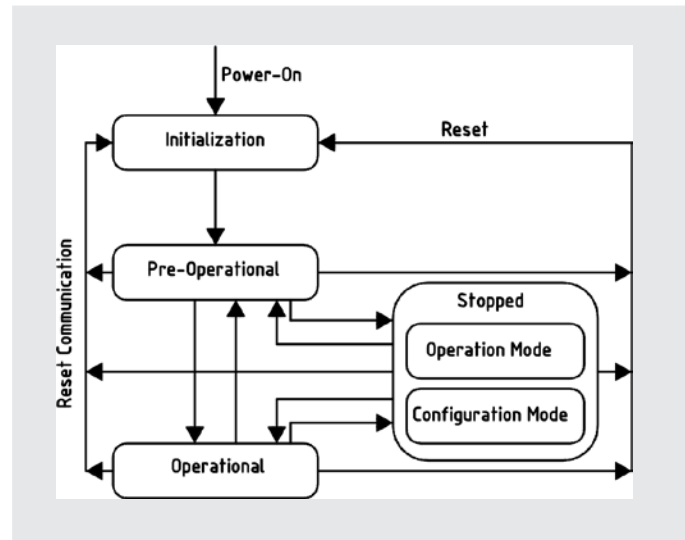 Power-On
Initialization
Reset
Pre-Operational
Reset Communication
Stopped
Operation Mode
Configuration Mode
Operational